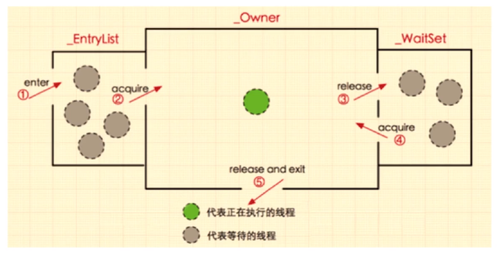 _Owner
_EntryList
_WaitSet
enter
①
acquire
②
release
③
acquire
④
release and exit
⑤
代表正在执行的线程
代表等待的线程